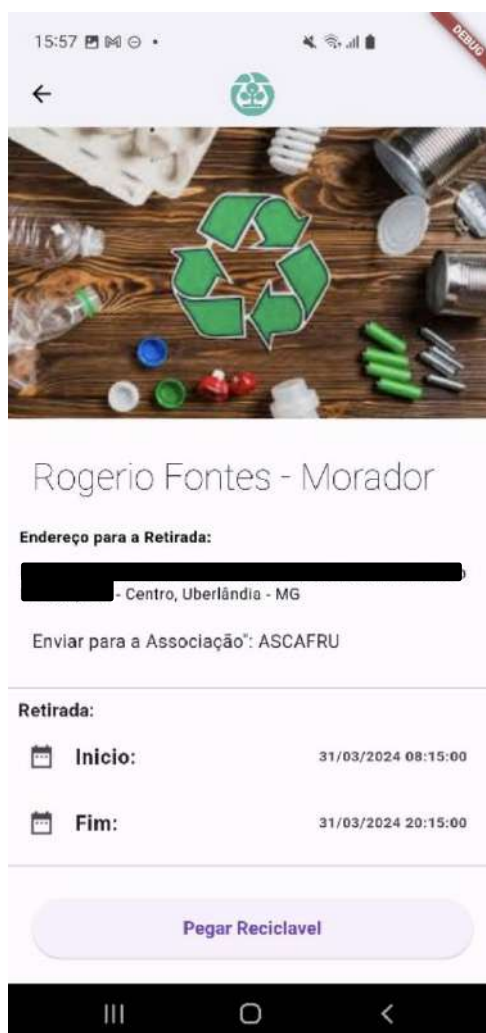 15:57
DEBUG
Rogerio Fontes - Morador
Endereço para a Retirada:
- Centro, Uberlândia - MG
Enviar para a Associação": ASCAFRU
Retirada:
Inicio: 31/03/2024 08:15:00
Fim: 31/03/2024 20:15:00
Pegar Reciclavel